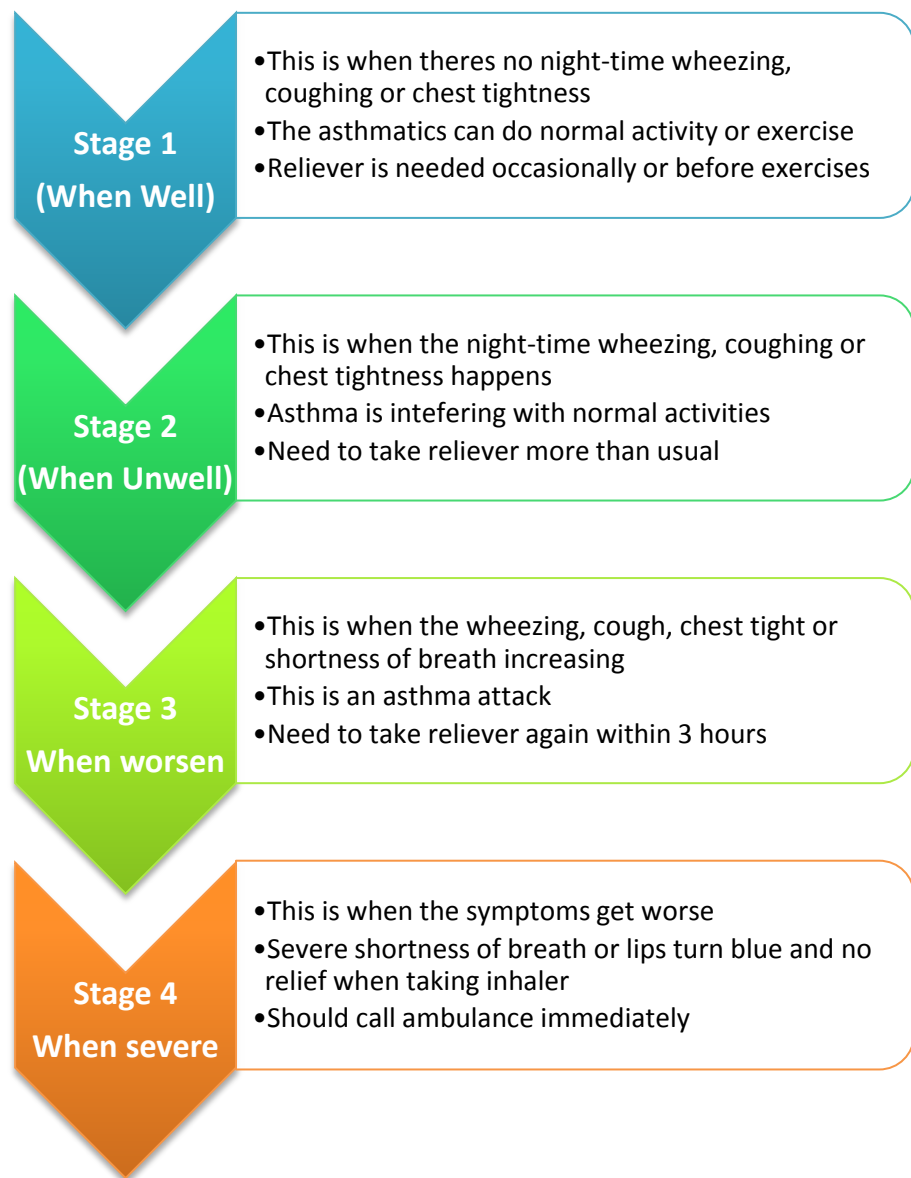 Stage 1
(When Well)
•This is when theres no night-time wheezing,
coughing or chest tightness
•The asthmatics can do normal activity or exercise
•Reliever is needed occasionally or before exercises
Stage 2
(When Unwell)
•This is when the night-time wheezing, coughing or
chest tightness happens
•Asthma is intefering with normal activities
•Need to take reliever more than usual
Stage 3
When worsen
•This is when the wheezing, cough, chest tight or
shortness of breath increasing
•This is an asthma attack
•Need to take reliever again within 3 hours
Stage 4
When severe
•This is when the symptoms get worse
•Severe shortness of breath or lips turn blue and no
relief when taking inhaler
•Should call ambulance immediately